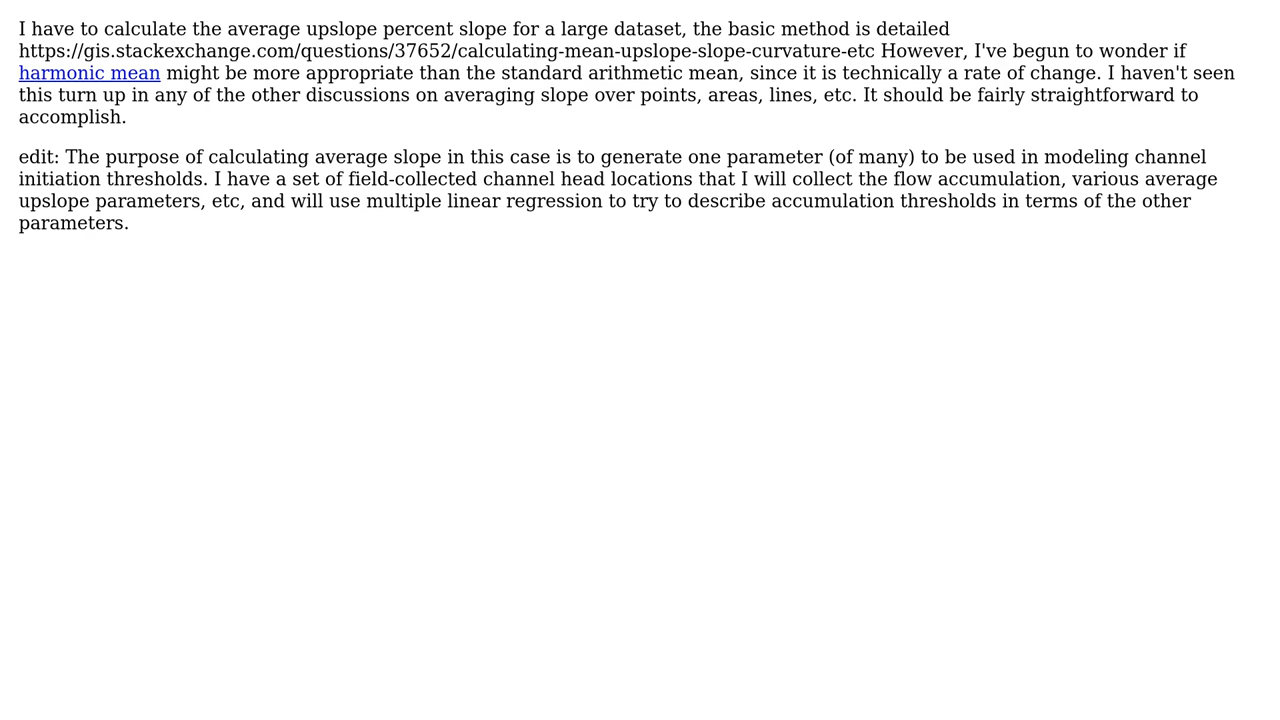 I have to calculate the average upslope percent slope for a large dataset, the basic method is detailed
https://gis.stackexchange.com/questions/37652/calculating-mean-upslope-slope-curvature-etc However, I've begun to wonder if
harmonic mean might be more appropriate than the standard arithmetic mean, since it is technically a rate of change. I haven't seen
this turn up in any of the other discussions on averaging slope over points, areas, lines, etc. It should be fairly straightforward to
accomplish.
edit: The purpose of calculating average slope in this case is to generate one parameter (of many) to be used in modeling channel
initiation thresholds. I have a set of field-collected channel head locations that I will collect the flow accumulation, various average
upslope parameters, etc, and will use multiple linear regression to try to describe accumulation thresholds in terms of the other
parameters.